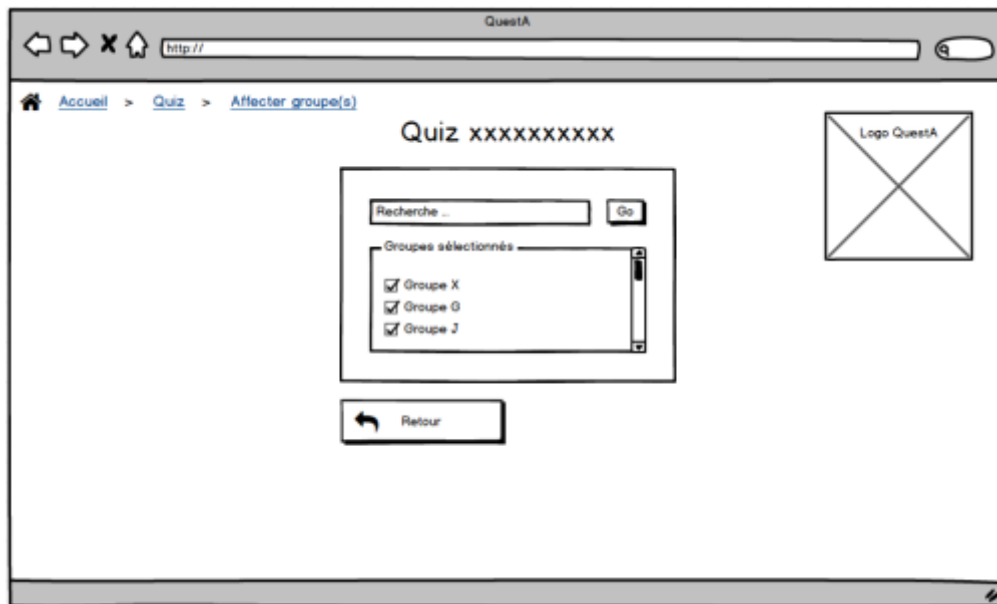 QuestA
http://
Accueil > Quiz > Affecter groupe(s)
Quiz xxxxxxxxxx
Logo QuestA
Recherche ...
Go
Groupes sélectionnés
Groupe X
Groupe G
Groupe J
Retour